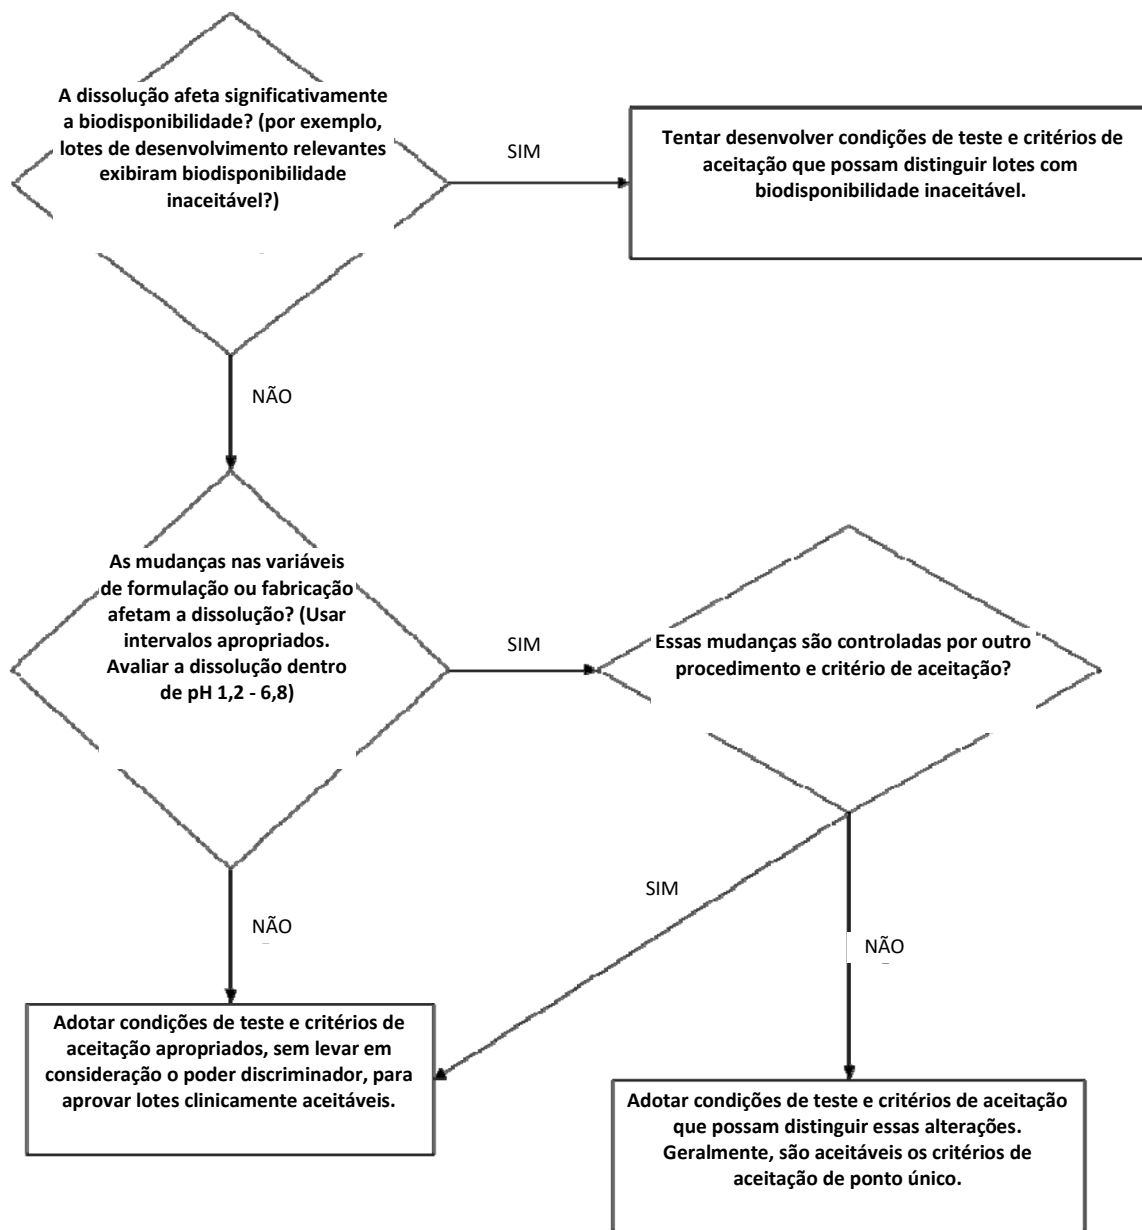 A dissolução afeta significativamente
a biodisponibilidade? (por exemplo,
lotes de desenvolvimento relevantes
exibiram biodisponibilidade
inaceitável?)
SIM
Tentar desenvolver condições de teste e critérios de
aceitação que possam distinguir lotes com
biodisponibilidade inaceitável.
NÃO
As mudanças nas variáveis
de formulação ou fabricação
afetam a dissolução? (Usar
intervalos apropriados.
Avaliar a dissolução dentro
de pH 1,2 - 6,8)
SIM
Essas mudanças são controladas por outro
procedimento e critério de aceitação?
SIM
NÃO
NÃO
Adotar condições de teste e critérios de
aceitação apropriados, sem levar em
consideração o poder discriminador, para
aprovar lotes clinicamente aceitáveis.
Adotar condições de teste e critérios de aceitação
que possam distinguir essas alterações.
Geralmente, são aceitáveis os critérios de
aceitação de ponto único.